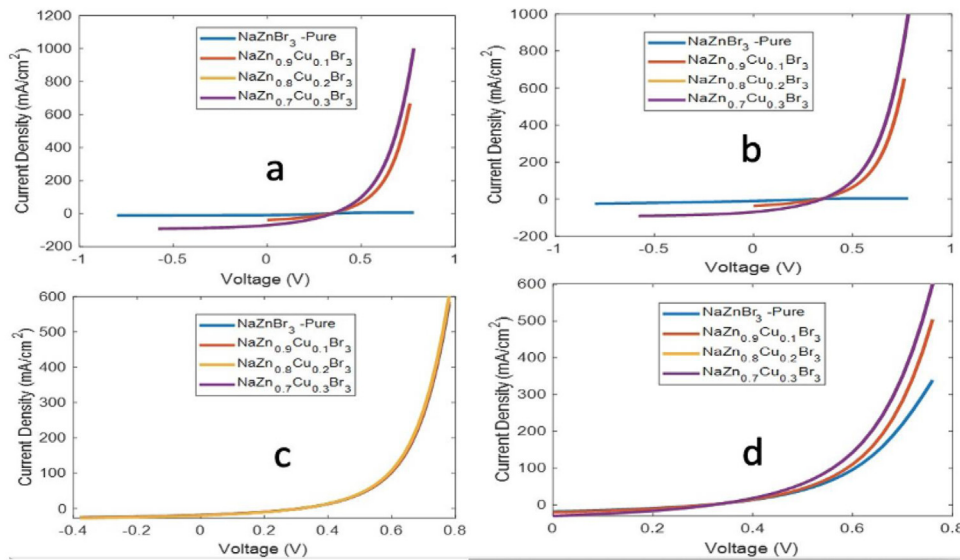 a
Current Density (mA/cm²)
1200
1000
800
600
400
200
0
-200
-1
-0.5
0
0.5
1
Voltage (V)
NaZnBr₃ -Pure
NaZn₀.₉Cu₀.₁Br₃
NaZn₀.₈Cu₀.₂Br₃
NaZn₀.₇Cu₀.₃Br₃
b
Current Density (mA/cm²)
1000
800
600
400
200
0
-200
-1
-0.5
0
0.5
1
Voltage (V)
NaZnBr₃ -Pure
NaZn₀.₉Cu₀.₁Br₃
NaZn₀.₈Cu₀.₂Br₃
NaZn₀.₇Cu₀.₃Br₃
c
Current Density (mA/cm²)
600
500
400
300
200
100
0
-0.4
-0.2
0
0.2
0.4
0.6
0.8
Voltage (V)
NaZnBr₃ -Pure
NaZn₀.₉Cu₀.₁Br₃
NaZn₀.₈Cu₀.₂Br₃
NaZn₀.₇Cu₀.₃Br₃
d
Current Density (mA/cm²)
600
500
400
300
200
100
0
0
0.2
0.4
0.6
0.8
Voltage (V)
NaZnBr₃ -Pure
NaZn₀.₉Cu₀.₁Br₃
NaZn₀.₈Cu₀.₂Br₃
NaZn₀.₇Cu₀.₃Br₃